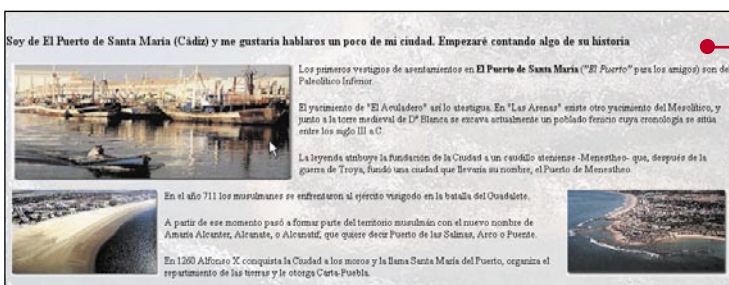 Soy de El Puerto de Santa María (Cádiz) y me gustaría hablaros un poco de mi ciudad. Empezaré contando algo de su historia
Los primeros vestigios de asentamientos en El Puerto de Santa María ("El Puerto" para los amigos) son del
Paleolítico Inferior.
El yacimiento de "El Aculadero" así lo atestigua. En "Las Arenas" existe otro yacimiento del Mesolítico, y
junto a la torre medieval de Dª Blanca se excava actualmente un poblado fenicio cuya cronología se sitúa
entre los siglo III a.C.
La leyenda atribuye la fundación de la Ciudad a un caudillo ateniense -Menestheo- que, después de la
guerra de Troya, fundó una ciudad que llevaría su nombre, el Puerto de Menestheo.
En el año 711 los musulmanes se enfrentaron al ejército visigodo en la batalla del Guadalete.
A partir de ese momento pasó a formar parte del territorio musulmán con el nuevo nombre de
Amaria Alcanter, Alcanate, o Alcanatif, que quiere decir Puerto de las Salinas, Arco o Puente.
En 1260 Alfonso X conquista la Ciudad a los moros y la llama Santa María del Puerto, organiza el
repartimiento de las tierras y le otorga Carta-Puebla.